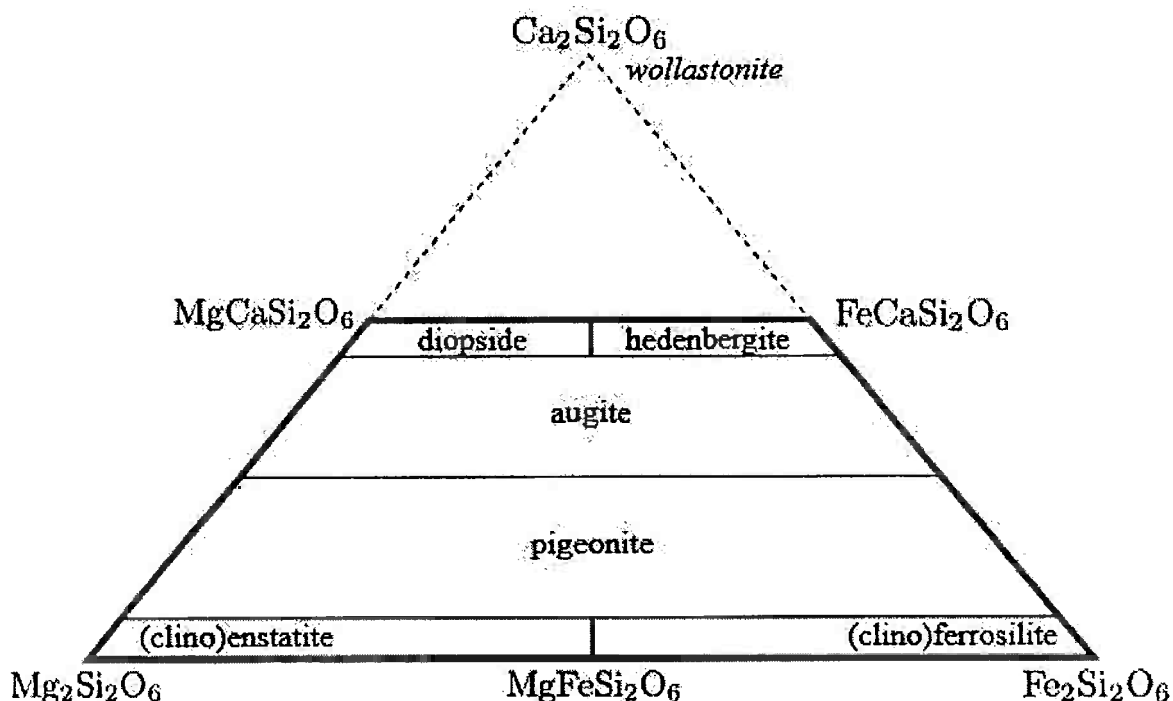 Ca₂Si₂O₆
wollastonite
MgCaSi₂O₆ FeCaSi₂O₆
diopside hedenbergite
augite
pigeonite
(clino)enstatite (clino)ferrosilite
Mg₂Si₂O₆ MgFeSi₂O₆ Fe₂Si₂O₆